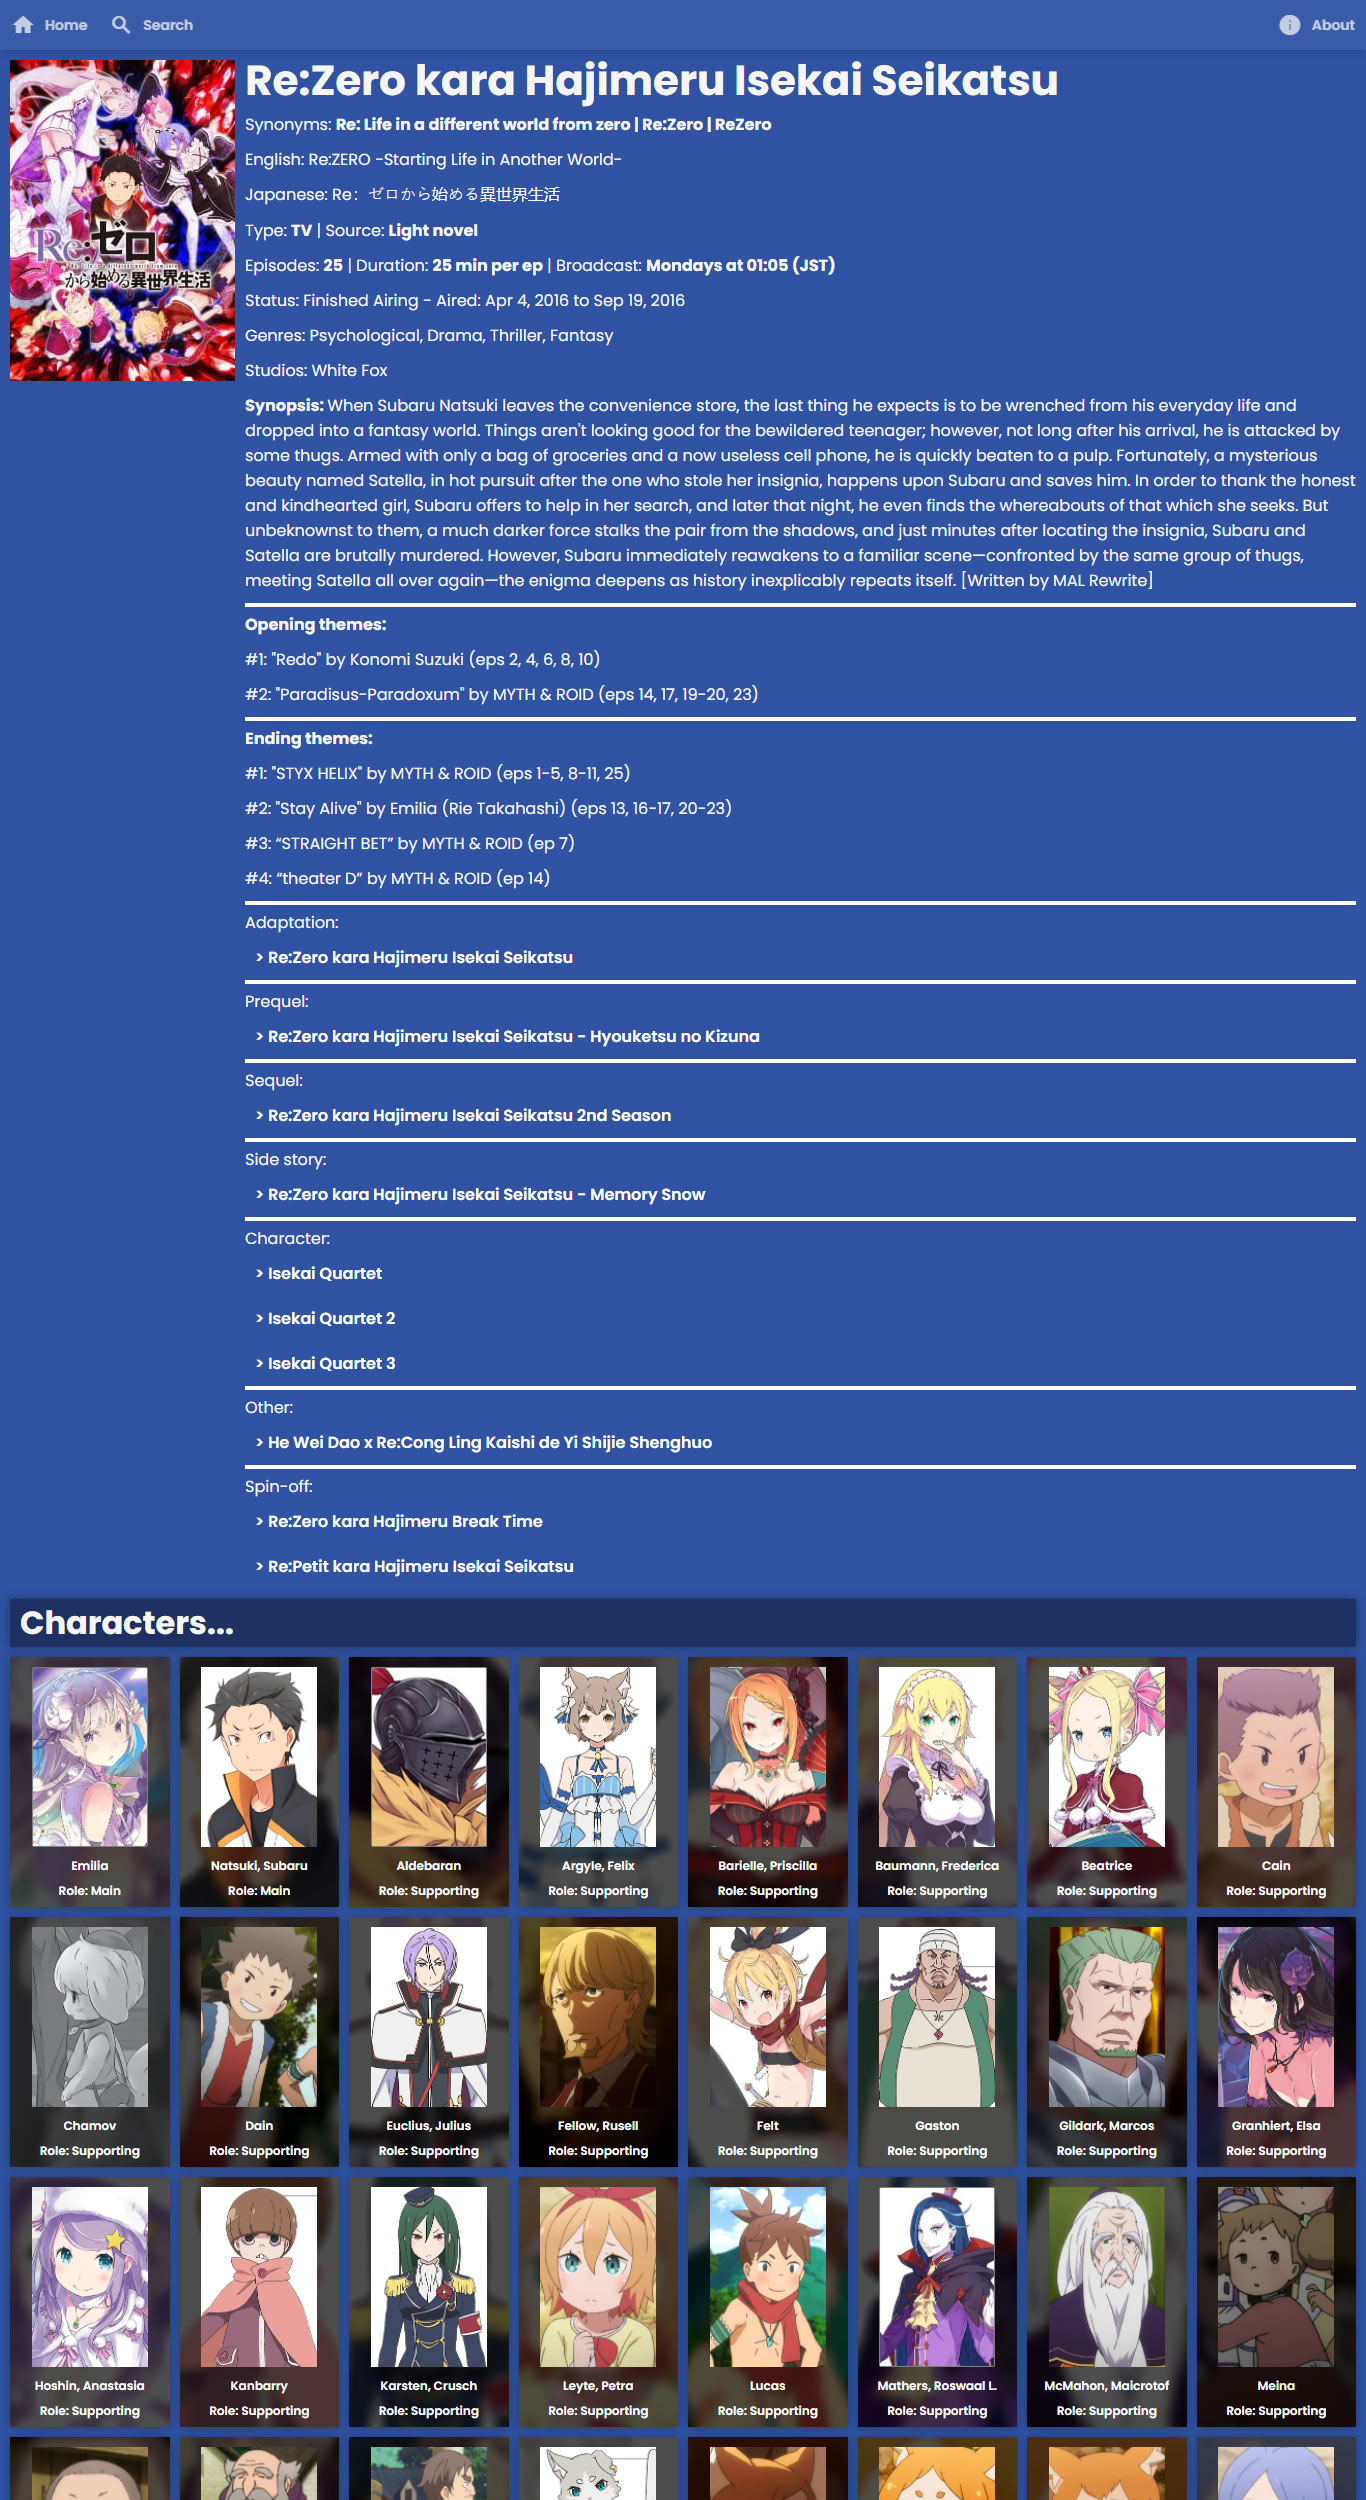 Home Search About
Re:Zero kara Hajimeru Isekai Seikatsu
Synonyms: Re: Life in a different world from zero | Re:Zero | ReZero
English: Re:ZERO -Starting Life in Another World-
Japanese: Re：ゼロから始める異世界生活
Type: TV | Source: Light novel
Re:ゼロ
から始める異世界生活
Episodes: 25 | Duration: 25 min per ep | Broadcast: Mondays at 01:05 (JST)
Status: Finished Airing - Aired: Apr 4, 2016 to Sep 19, 2016
Genres: Psychological, Drama, Thriller, Fantasy
Studios: White Fox
Synopsis: When Subaru Natsuki leaves the convenience store, the last thing he expects is to be wrenched from his everyday life and
dropped into a fantasy world. Things aren't looking good for the bewildered teenager; however, not long after his arrival, he is attacked by
some thugs. Armed with only a bag of groceries and a now useless cell phone, he is quickly beaten to a pulp. Fortunately, a mysterious
beauty named Satella, in hot pursuit after the one who stole her insignia, happens upon Subaru and saves him. In order to thank the honest
and kindhearted girl, Subaru offers to help in her search, and later that night, he even finds the whereabouts of that which she seeks. But
unbeknownst to them, a much darker force stalks the pair from the shadows, and just minutes after locating the insignia, Subaru and
Satella are brutally murdered. However, Subaru immediately reawakens to a familiar scene—confronted by the same group of thugs,
meeting Satella all over again—the enigma deepens as history inexplicably repeats itself. [Written by MAL Rewrite]
Opening themes:
#1: "Redo" by Konomi Suzuki (eps 2, 4, 6, 8, 10)
#2: "Paradisus-Paradoxum" by MYTH & ROID (eps 14, 17, 19-20, 23)
Ending themes:
#1: "STYX HELIX" by MYTH & ROID (eps 1-5, 8-11, 25)
#2: "Stay Alive" by Emilia (Rie Takahashi) (eps 13, 16-17, 20-23)
#3: “STRAIGHT BET” by MYTH & ROID (ep 7)
#4: “theater D” by MYTH & ROID (ep 14)
Adaptation:
> Re:Zero kara Hajimeru Isekai Seikatsu
Prequel:
> Re:Zero kara Hajimeru Isekai Seikatsu - Hyouketsu no Kizuna
Sequel:
> Re:Zero kara Hajimeru Isekai Seikatsu 2nd Season
Side story:
> Re:Zero kara Hajimeru Isekai Seikatsu - Memory Snow
Character:
> Isekai Quartet
> Isekai Quartet 2
> Isekai Quartet 3
Other:
> He Wei Dao x Re:Cong Ling Kaishi de Yi Shijie Shenghuo
Spin-off:
> Re:Zero kara Hajimeru Break Time
> Re:Petit kara Hajimeru Isekai Seikatsu
Characters...
Emilia Natsuki, Subaru Aldebaran Argyle, Felix Barielle, Priscilla Baumann, Frederica Beatrice Cain
Role: Main Role: Main Role: Supporting Role: Supporting Role: Supporting Role: Supporting Role: Supporting Role: Supporting
Chamov Dain Euclius, Julius Fellow, Rusell Felt Gaston Gildark, Marcos Granhiert, Elsa
Role: Supporting Role: Supporting Role: Supporting Role: Supporting Role: Supporting Role: Supporting Role: Supporting Role: Supporting
Hoshin, Anastasia Kanbarry Karsten, Crusch Leyte, Petra Lucas Mathers, Roswaal L. McMahon, Maicrotof Meina
Role: Supporting Role: Supporting Role: Supporting Role: Supporting Role: Supporting Role: Supporting Role: Supporting Role: Supporting